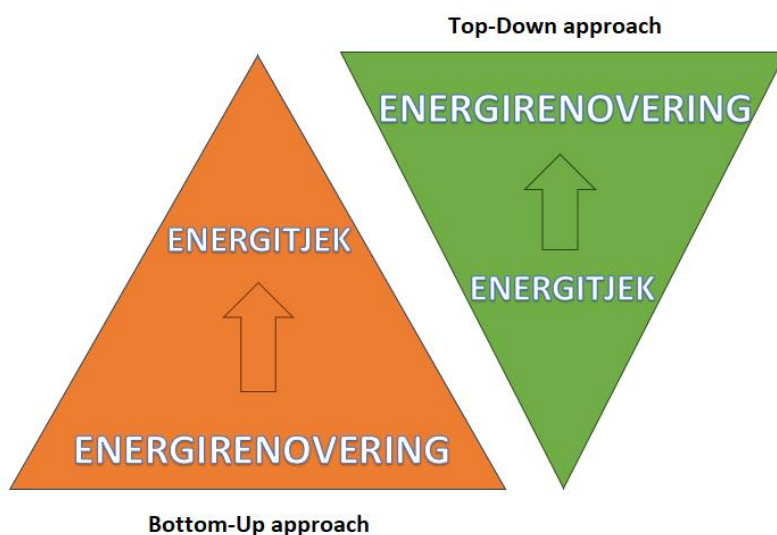 Top-Down approach
ENERGIRENOVERING
ENERGITJEK
ENERGITJEK
ENERGIRENOVERING
Bottom-Up approach